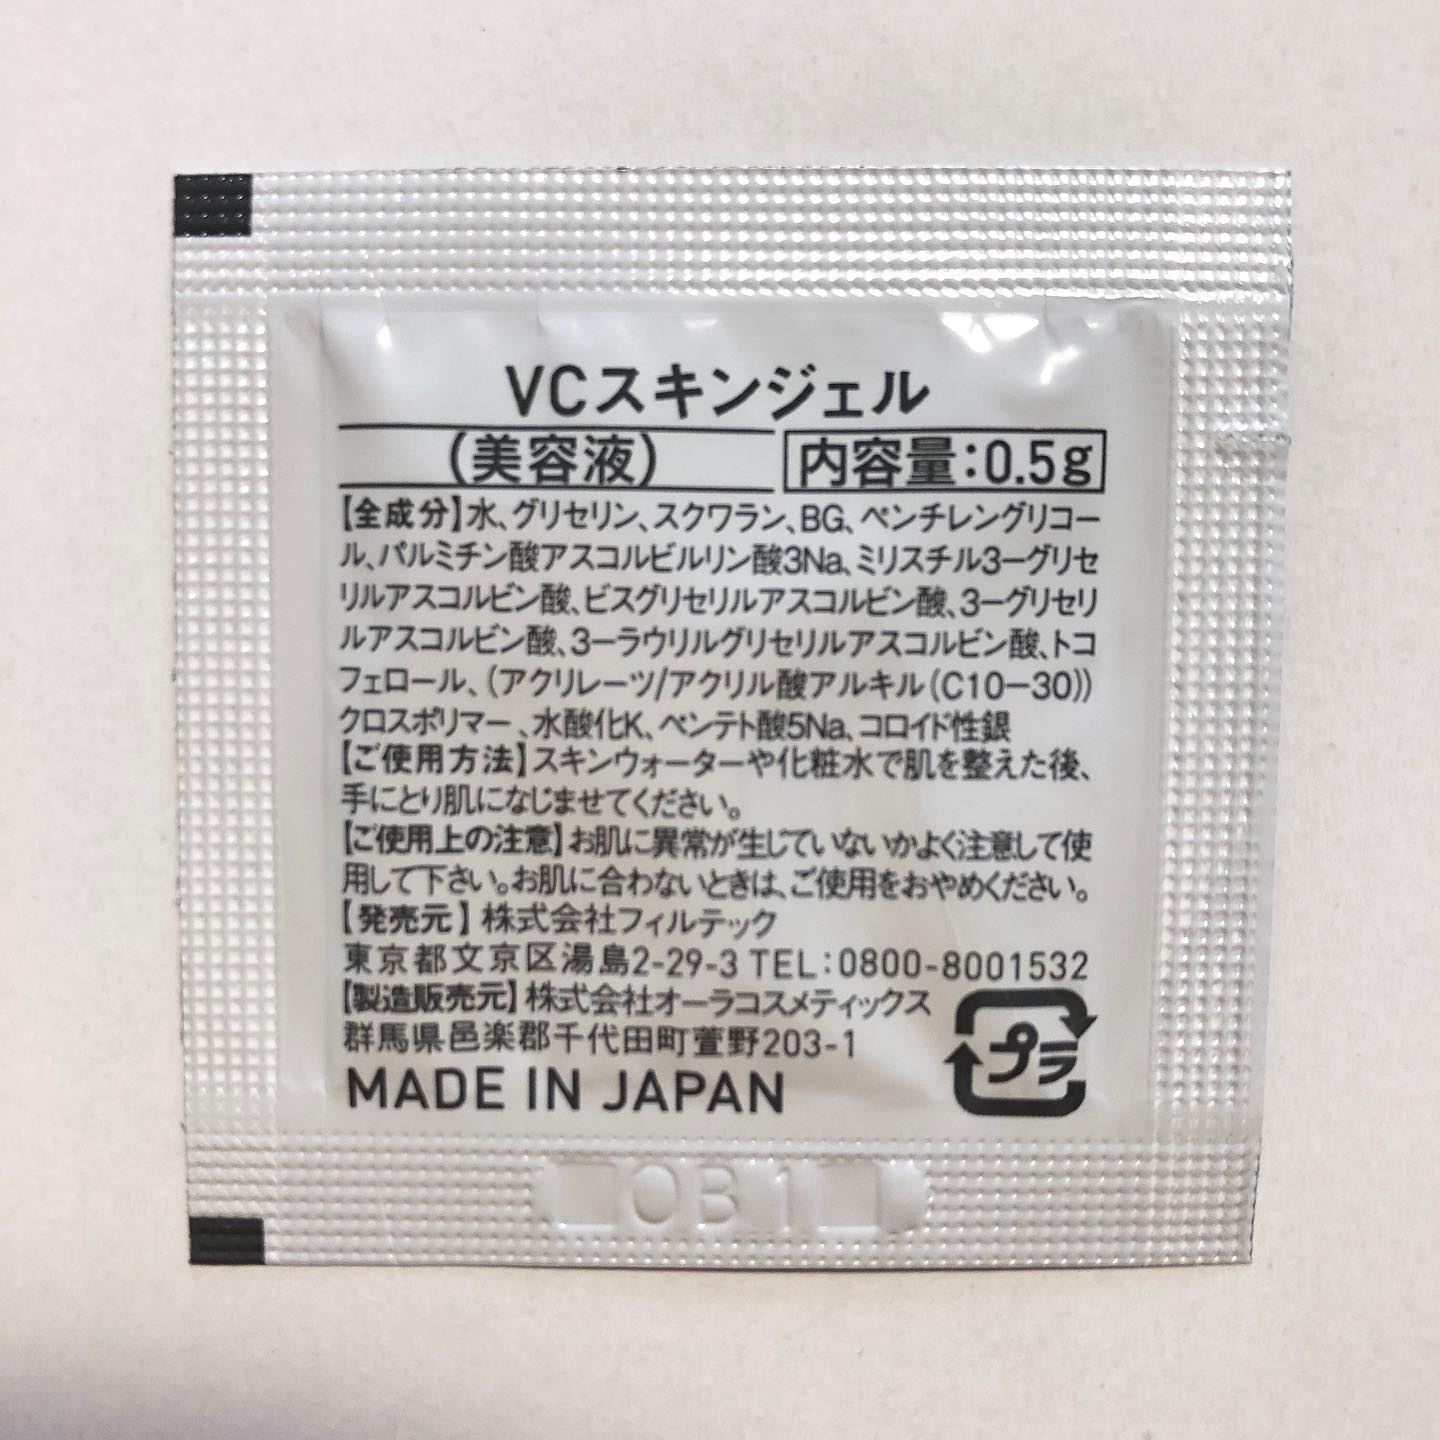 VCスキンジェル
(美容液) 内容量:0.5g
【全成分】水、グリセリン、スクワラン、BG、ペンチレングリコー
ル、パルミチン酸アスコルビルリン酸3Na、ミリスチル3ーグリセ
リルアスコルビン酸、ビスグリセリルアスコルビン酸、3ーグリセリ
ルアスコルビン酸、3ーラウリルグリセリルアスコルビン酸、トコ
フェロール、(アクリレーツ/アクリル酸アルキル(C10ー30))
クロスポリマー、水酸化K、ペンテト酸5Na、コロイド性銀
【ご使用方法】スキンウォーターや化粧水で肌を整えた後、
手にとり肌になじませてください。
【ご使用上の注意】お肌に異常が生じていないかよく注意して使
用して下さい。お肌に合わないときは、ご使用をおやめください。
【発売元】株式会社フィルテック
東京都文京区湯島2-29-3 TEL:0800-8001532
【製造販売元】株式会社オーラコスメティックス
群馬県邑楽郡千代田町萱野203-1
プラ
MADE IN JAPAN
OB1